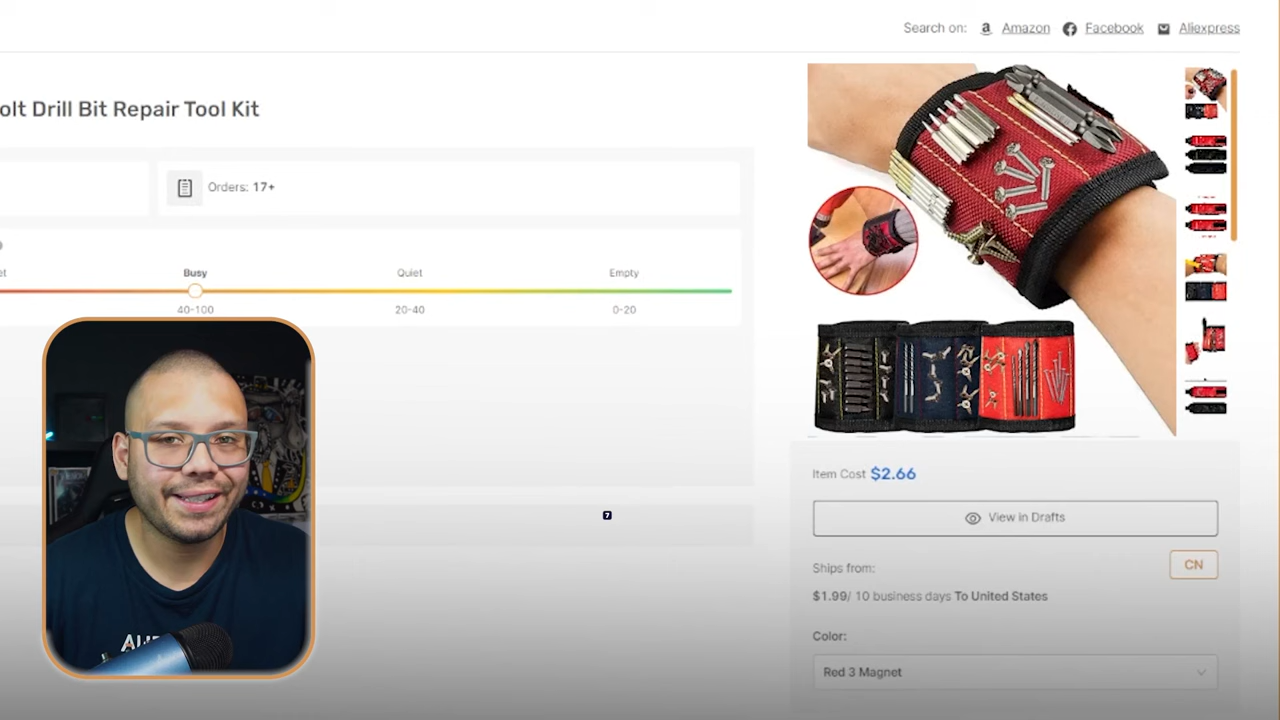 Search on: Amazon Facebook Aliexpress
olt Drill Bit Repair Tool Kit
Orders: 17+
et Busy Quiet Empty
40-100 20-40 0-20
Item Cost $2.66
View in Drafts
Ships from: CN
$1.99/ 10 business days To United States
Color:
Red 3 Magnet
7